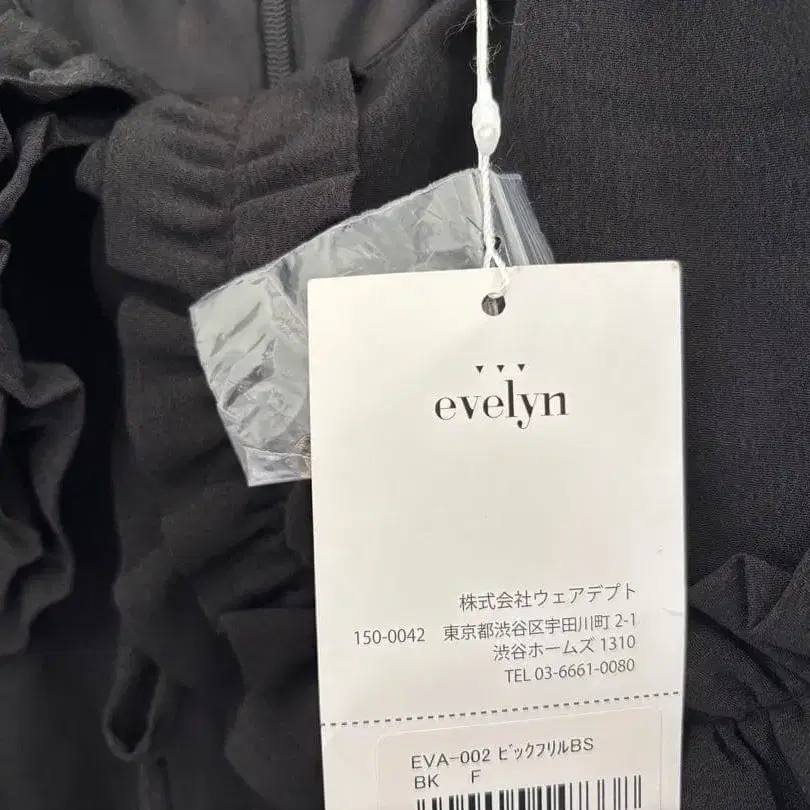 evelyn
株式会社ウェアデプト
150-0042 東京都渋谷区宇田川町 2-1
渋谷ホームズ 1310
TEL 03-6661-0080
EVA-002 ﾋﾞｯｸフリルBS
BK F